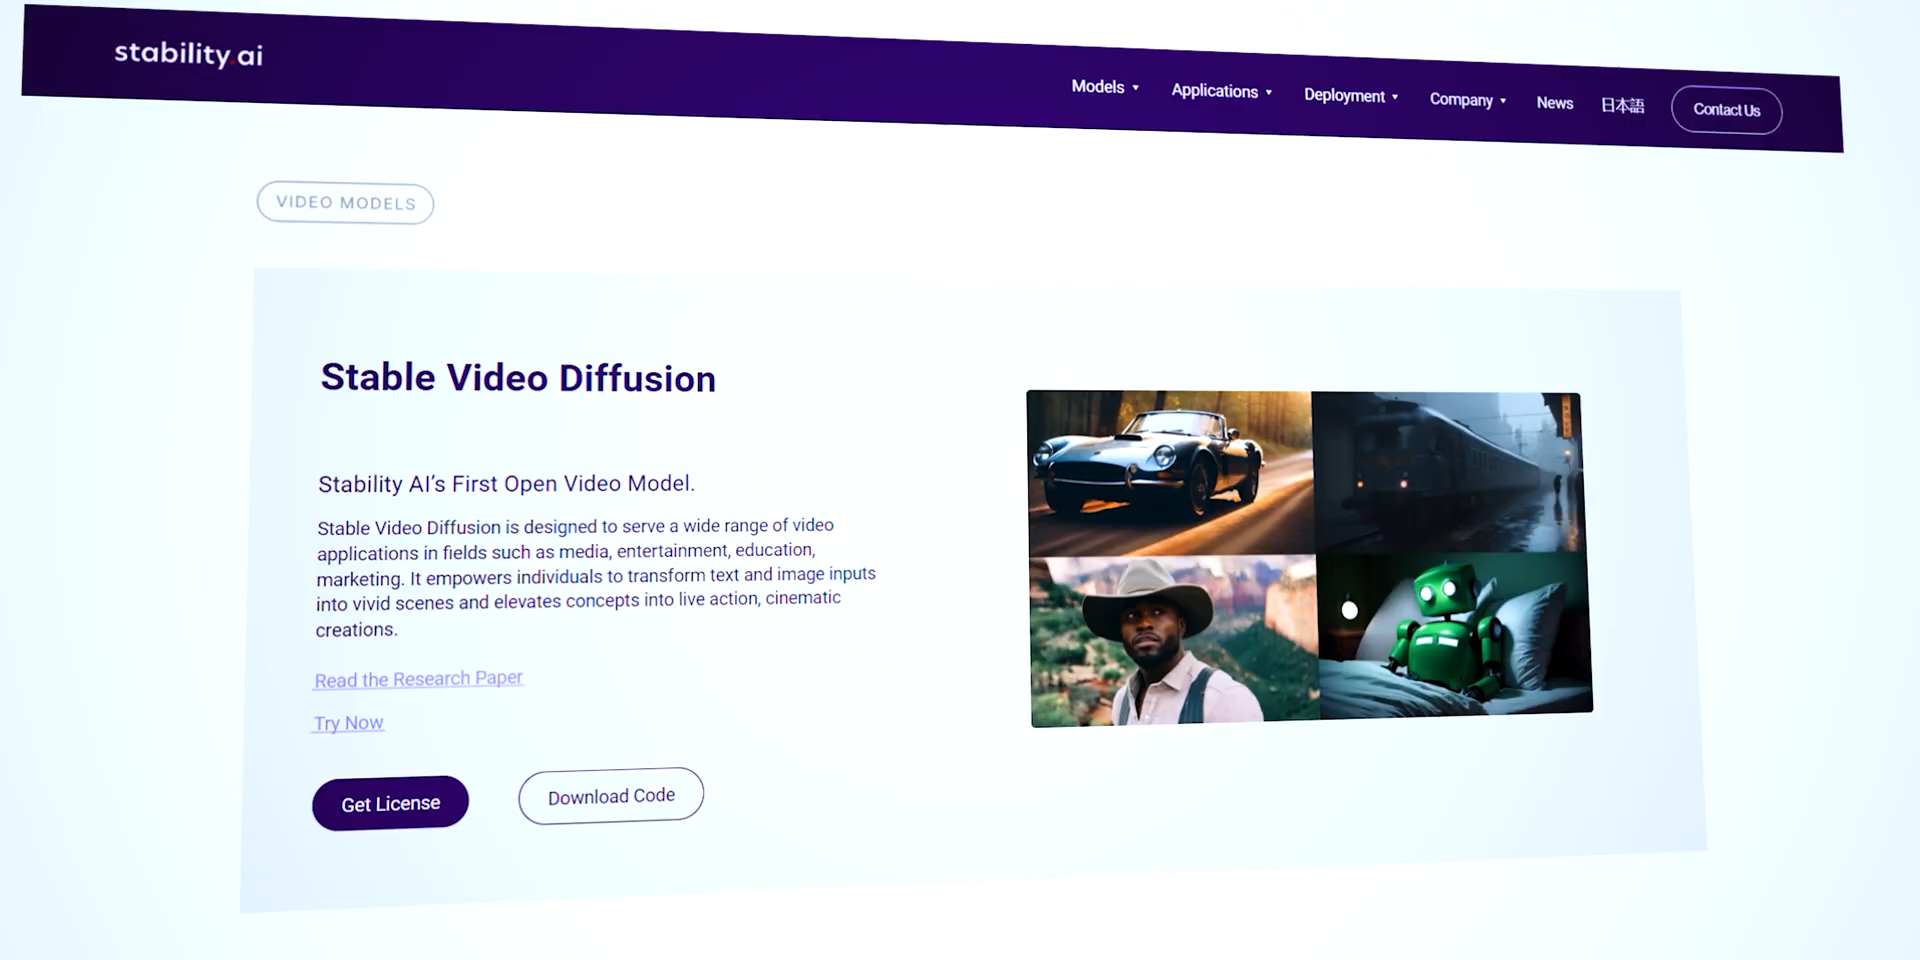 stability.ai
Models
Applications
Deployment
Company
News
日本語
Contact Us
VIDEO MODELS
Stable Video Diffusion
Stability AI’s First Open Video Model.
Stable Video Diffusion is designed to serve a wide range of video
applications in fields such as media, entertainment, education,
marketing. It empowers individuals to transform text and image inputs
into vivid scenes and elevates concepts into live action, cinematic
creations.
Read the Research Paper
Try Now
Get License
Download Code